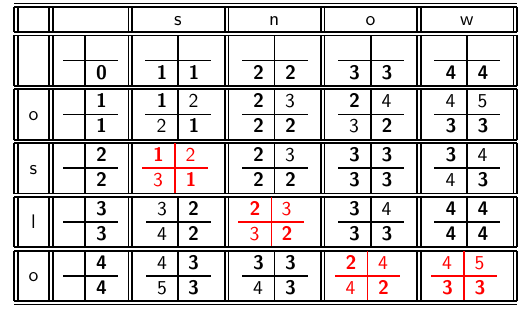 s n o w
0 1 1 2 2 3 3 4 4
1 1 2 2 3 2 4 4 5
o 1 2 1 2 2 3 2 3 3
2 1 2 2 3 3 3 3 4
s 2 3 1 2 2 3 3 4 3
3 3 2 2 3 3 4 4 4
l 3 4 2 3 2 3 3 4 4
4 4 3 3 3 2 4 4 5
o 4 5 3 4 3 4 2 3 3